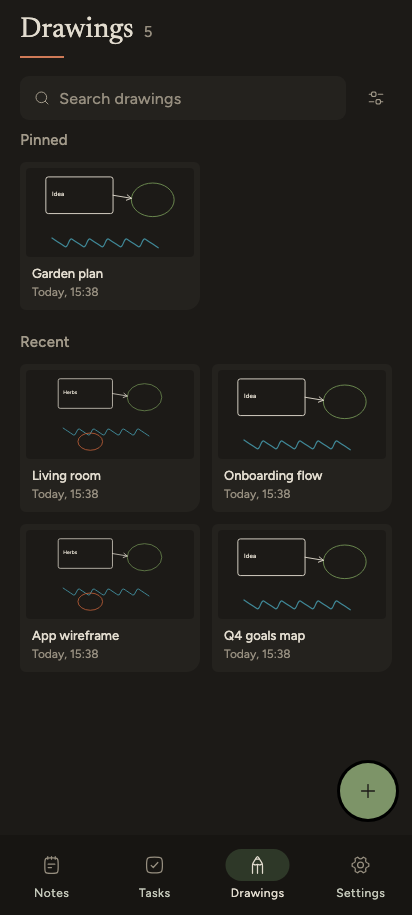 Drawings 5
Search drawings
Pinned
Idea
Garden plan
Today, 15:38
Recent
Herbs
Living room
Today, 15:38
Idea
Onboarding flow
Today, 15:38
Herbs
App wireframe
Today, 15:38
Idea
Q4 goals map
Today, 15:38
Notes
Tasks
Drawings
Settings